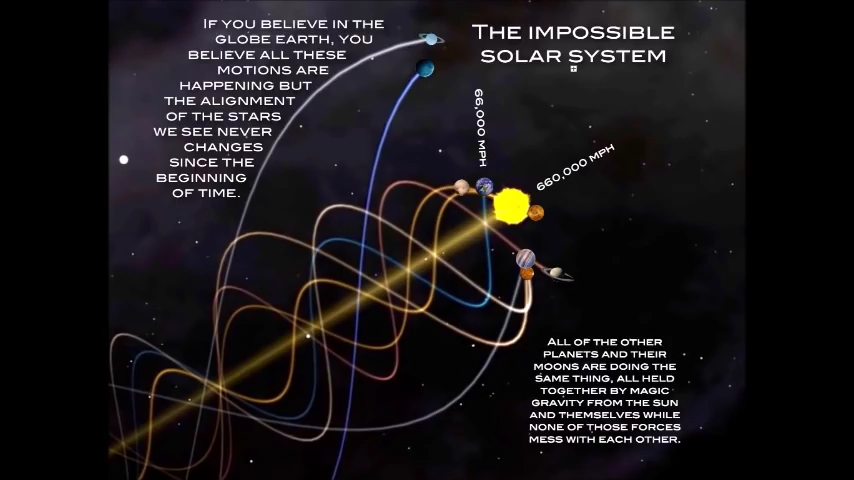 IF YOU BELIEVE IN THE
GLOBE EARTH, YOU
BELIEVE ALL THESE
MOTIONS ARE
HAPPENING BUT
THE ALIGNMENT
OF THE STARS
WE SEE NEVER
CHANGES
SINCE THE
BEGINNING
OF TIME.
THE IMPOSSIBLE
SOLAR SYSTEM
66,000 MPH
660,000 MPH
ALL OF THE OTHER
PLANETS AND THEIR
MOONS ARE DOING THE
SAME THING, ALL HELD
TOGETHER BY MAGIC
GRAVITY FROM THE SUN
AND THEMSELVES WHILE
NONE OF THOSE FORCES
MESS WITH EACH OTHER.